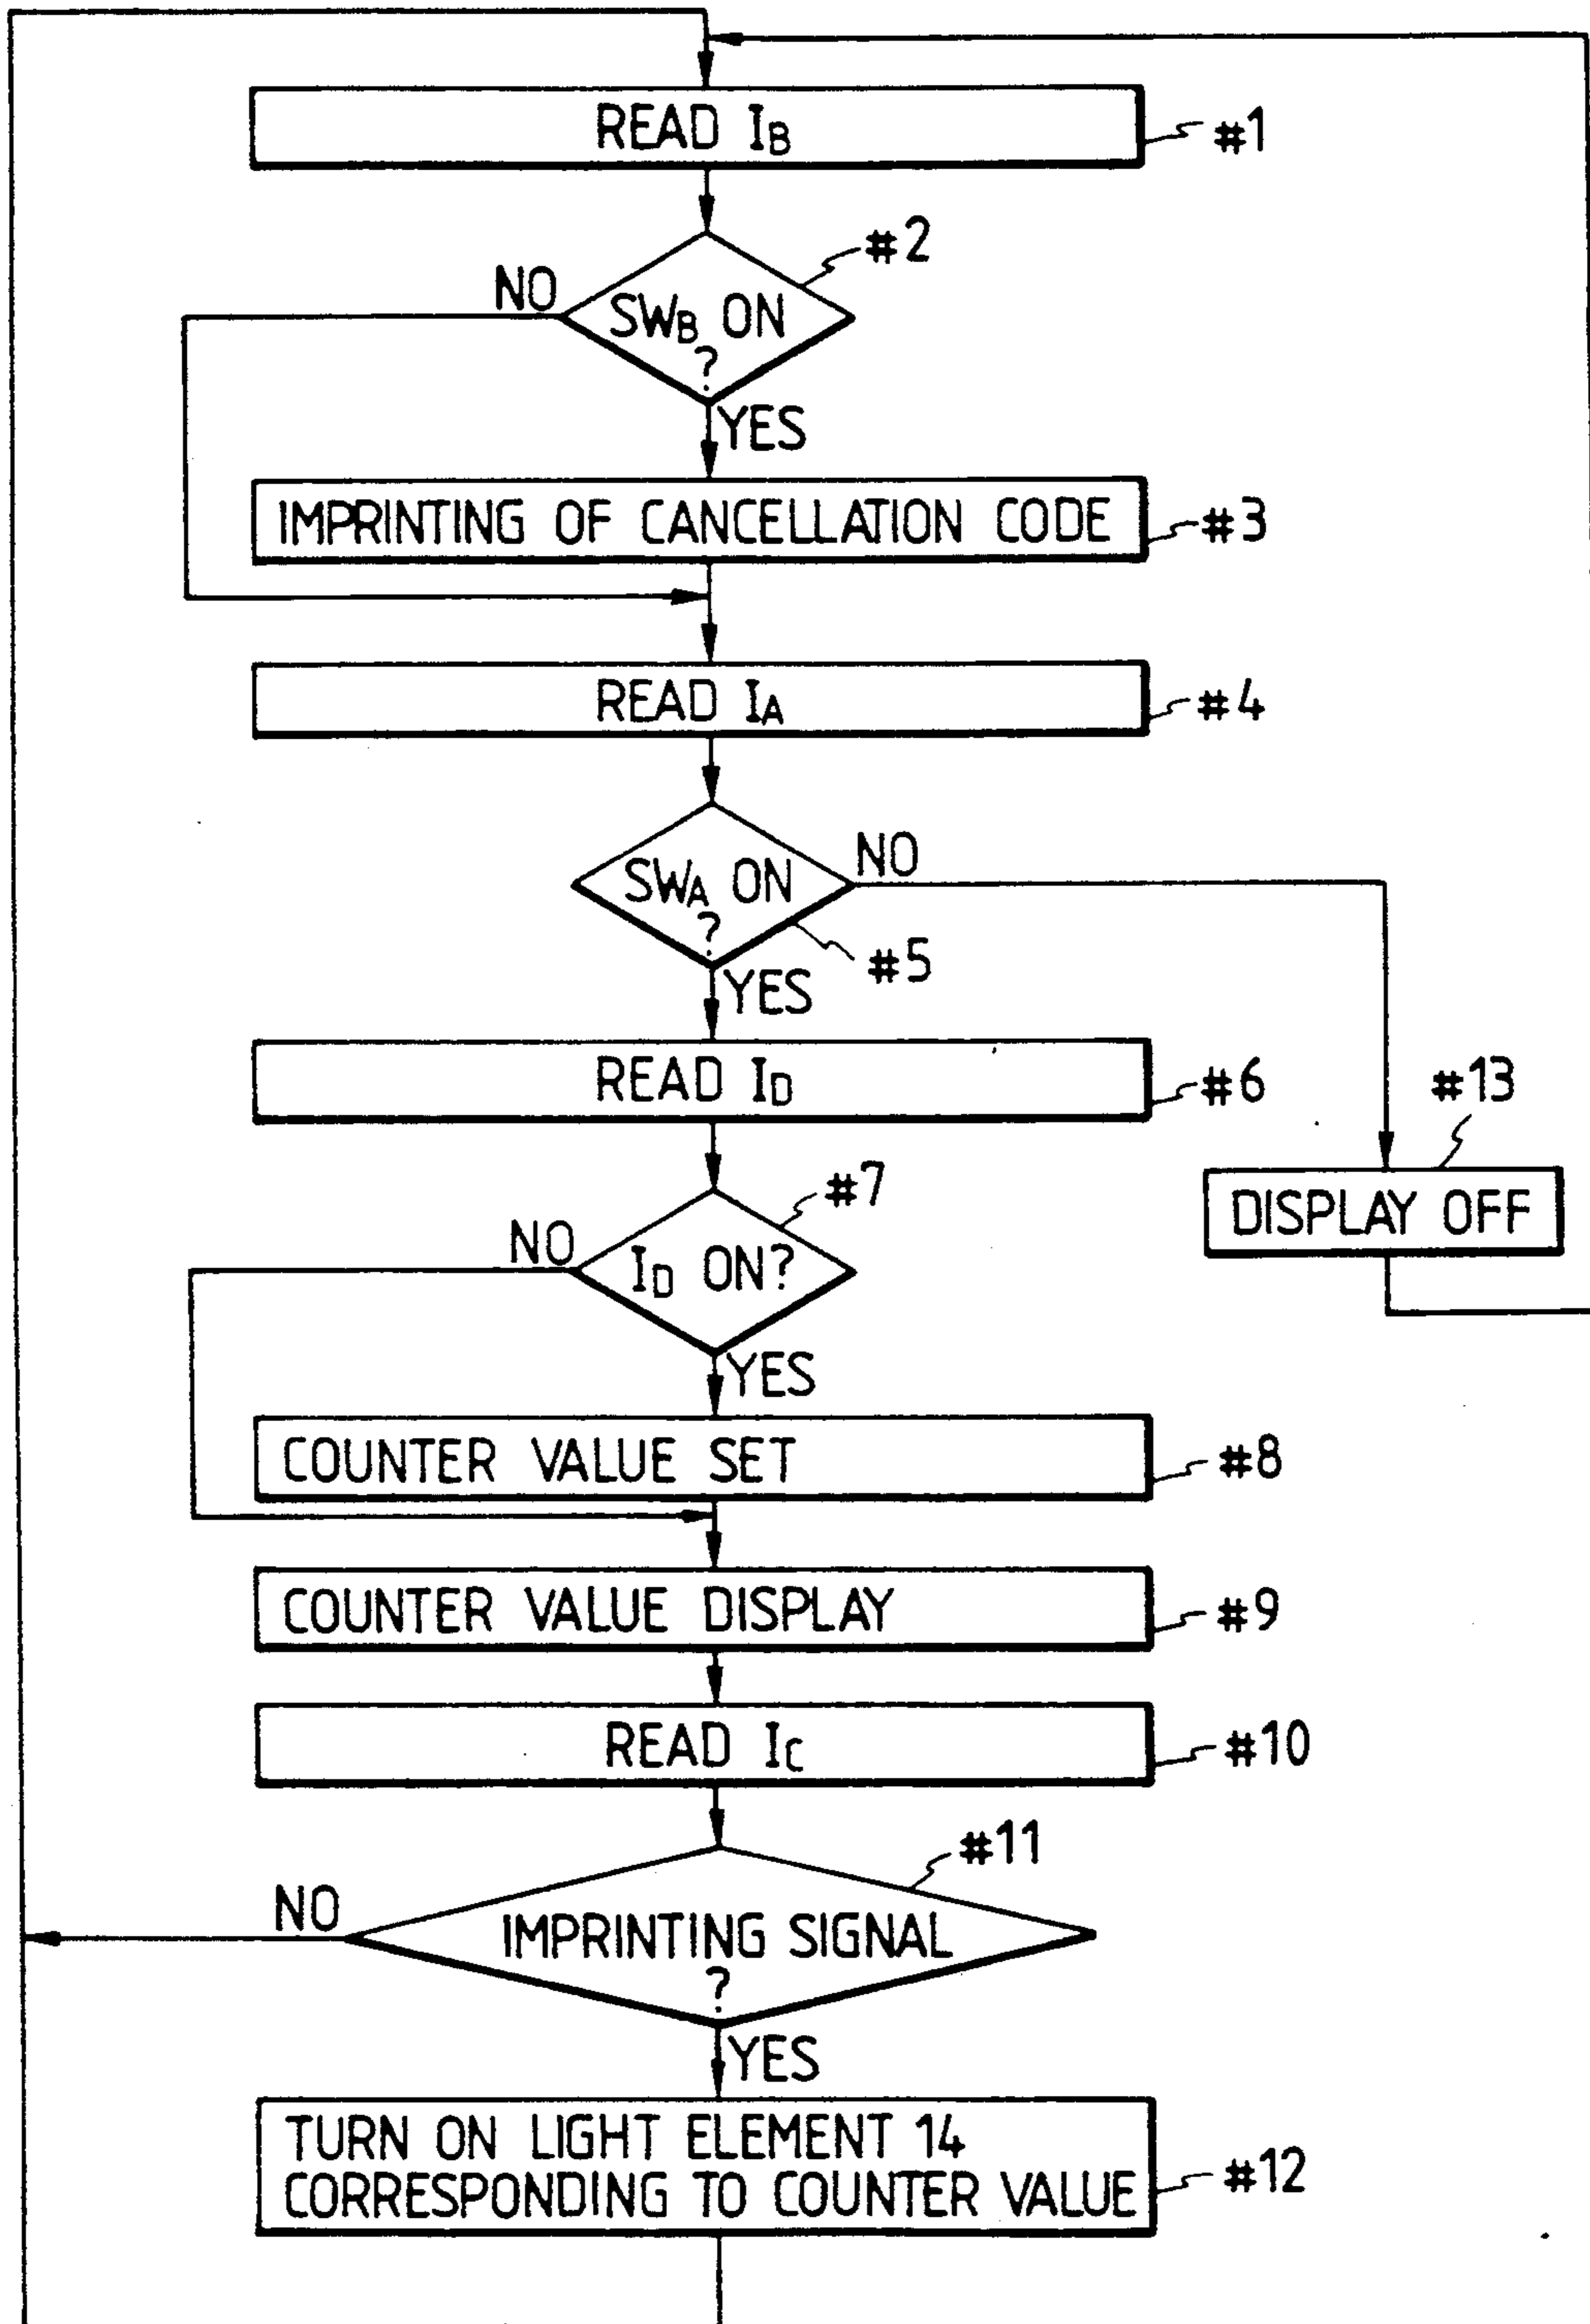 READ IB
#1
#2
NO
SWB ON
?
YES
IMPRINTING OF CANCELLATION CODE
#3
READ IA
#4
SWA ON
?
NO
#5
YES
READ ID
#6
#13
DISPLAY OFF
#7
NO
ID ON?
YES
COUNTER VALUE SET
#8
COUNTER VALUE DISPLAY
#9
READ IC
#10
#11
NO
IMPRINTING SIGNAL
?
YES
TURN ON LIGHT ELEMENT 14
CORRESPONDING TO COUNTER VALUE
#12